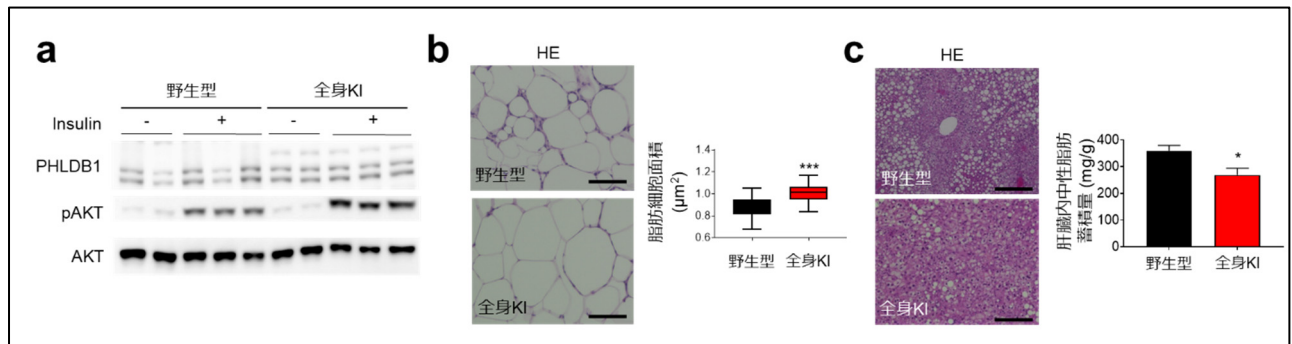 a
野生型 全身KI
Insulin - + - +
PHLDB1
pAKT
AKT
b
HE
野生型
全身KI
脂肪細胞面積
(μm²)
1.4
1.2
1.0
0.8
0.6
***
野生型 全身KI
c
HE
野生型
全身KI
肝臓内中性脂肪
蓄積量 (mg/g)
400
300
200
100
0
*
野生型 全身KI